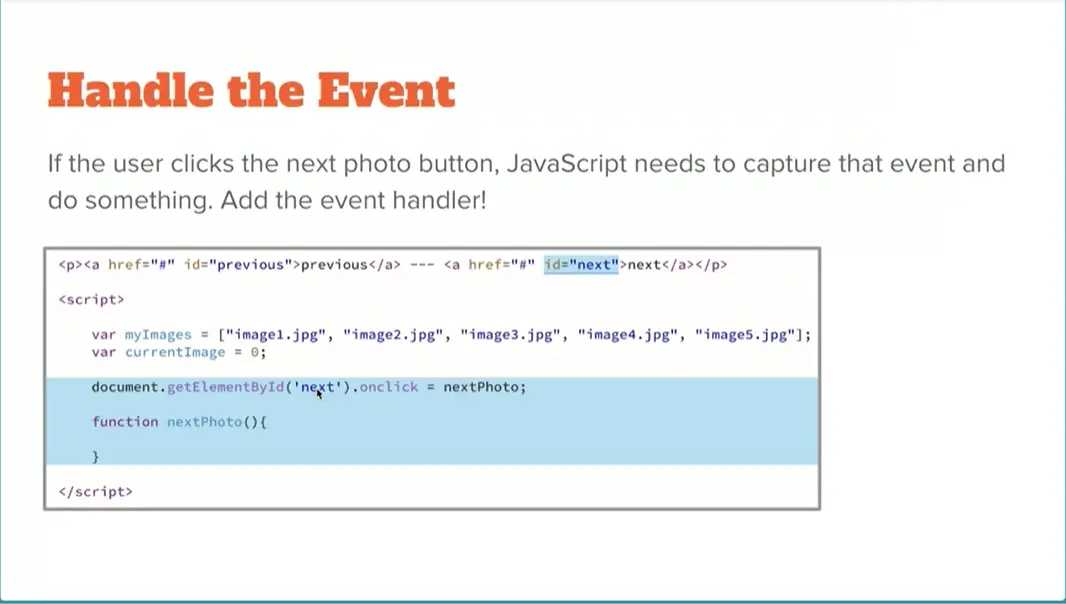 Handle the Event
If the user clicks the next photo button, JavaScript needs to capture that event and
do something. Add the event handler!
<p><a href="#" id="previous">previous</a> --- <a href="#" id="next">next</a></p>
<script>
var myImages = ["image1.jpg", "image2.jpg", "image3.jpg", "image4.jpg", "image5.jpg"];
var currentImage = 0;
document.getElementById('next').onclick = nextPhoto;
function nextPhoto(){
}
</script>